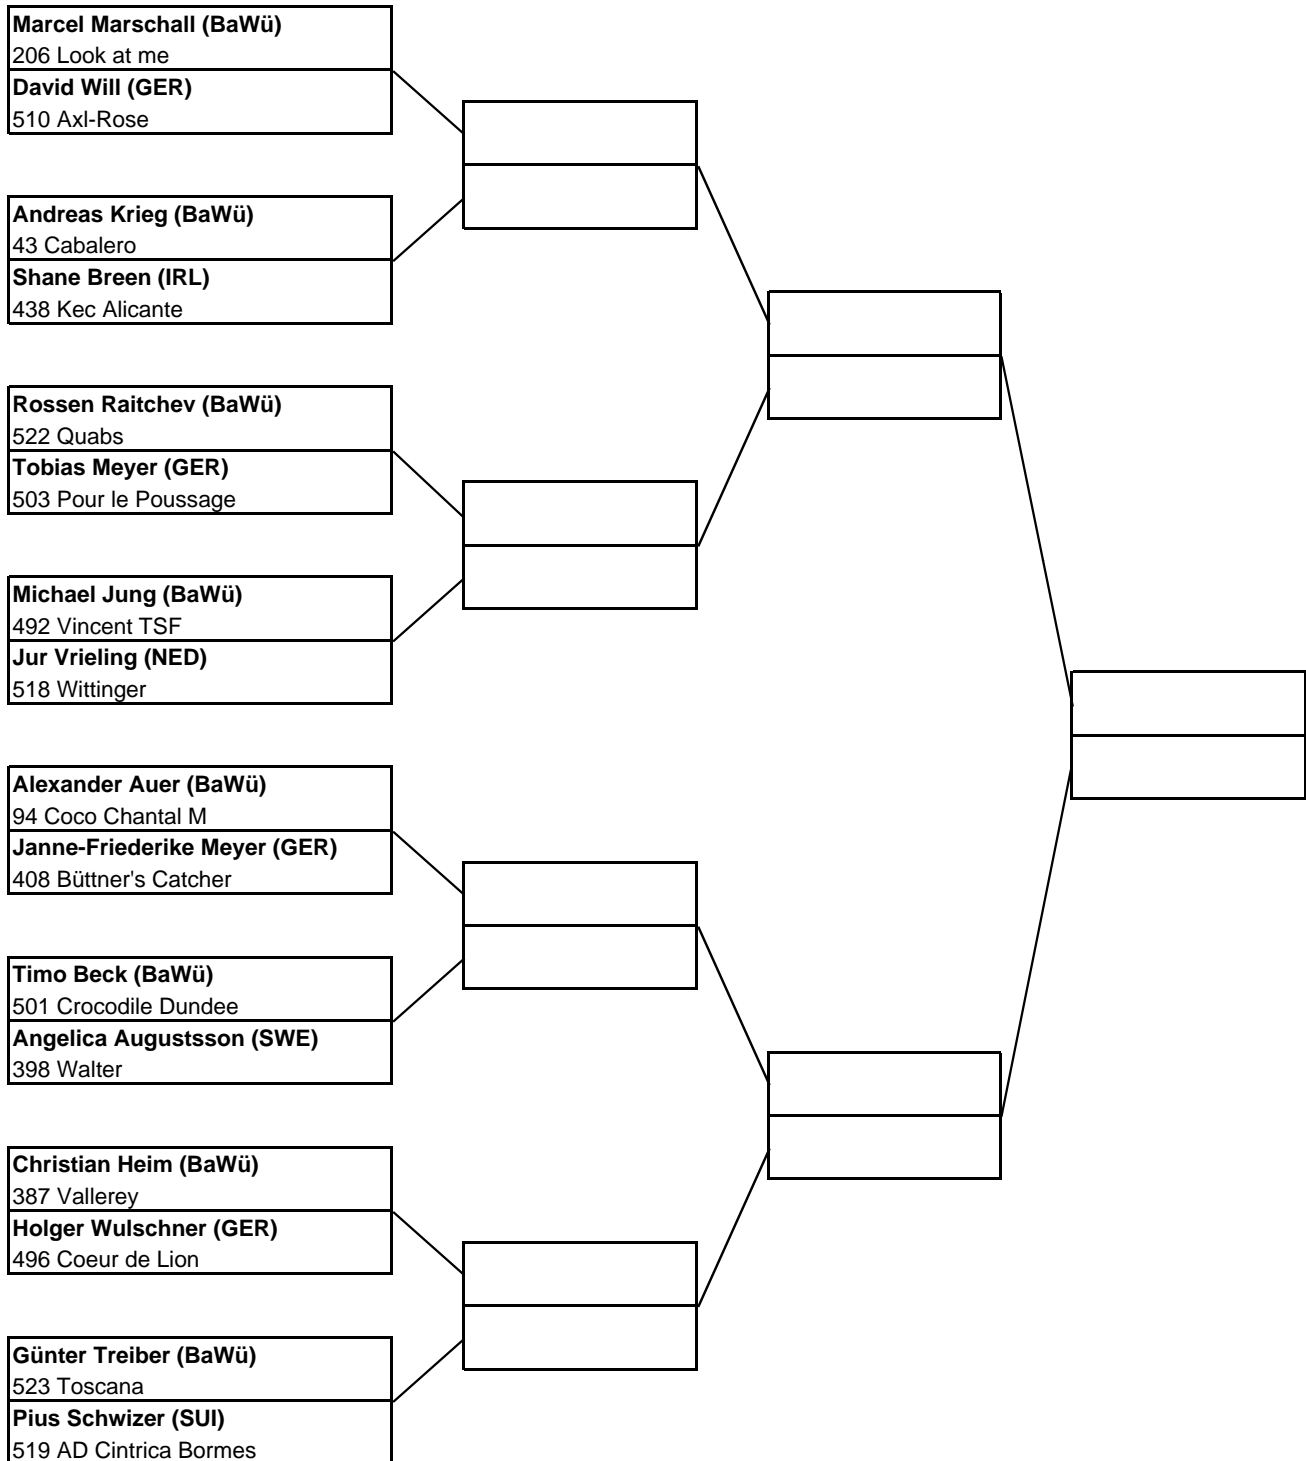 Marcel Marschall (BaWü)
206 Look at me
David Will (GER)
510 Axl-Rose
Andreas Krieg (BaWü)
43 Cabalero
Shane Breen (IRL)
438 Kec Alicante
Rossen Raitchev (BaWü)
522 Quabs
Tobias Meyer (GER)
503 Pour le Poussage
Michael Jung (BaWü)
492 Vincent TSF
Jur Vrieling (NED)
518 Wittinger
Alexander Auer (BaWü)
94 Coco Chantal M
Janne-Friederike Meyer (GER)
408 Büttner's Catcher
Timo Beck (BaWü)
501 Crocodile Dundee
Angelica Augustsson (SWE)
398 Walter
Christian Heim (BaWü)
387 Vallerey
Holger Wulschner (GER)
496 Coeur de Lion
Günter Treiber (BaWü)
523 Toscana
Pius Schwizer (SUI)
519 AD Cintrica Bormes